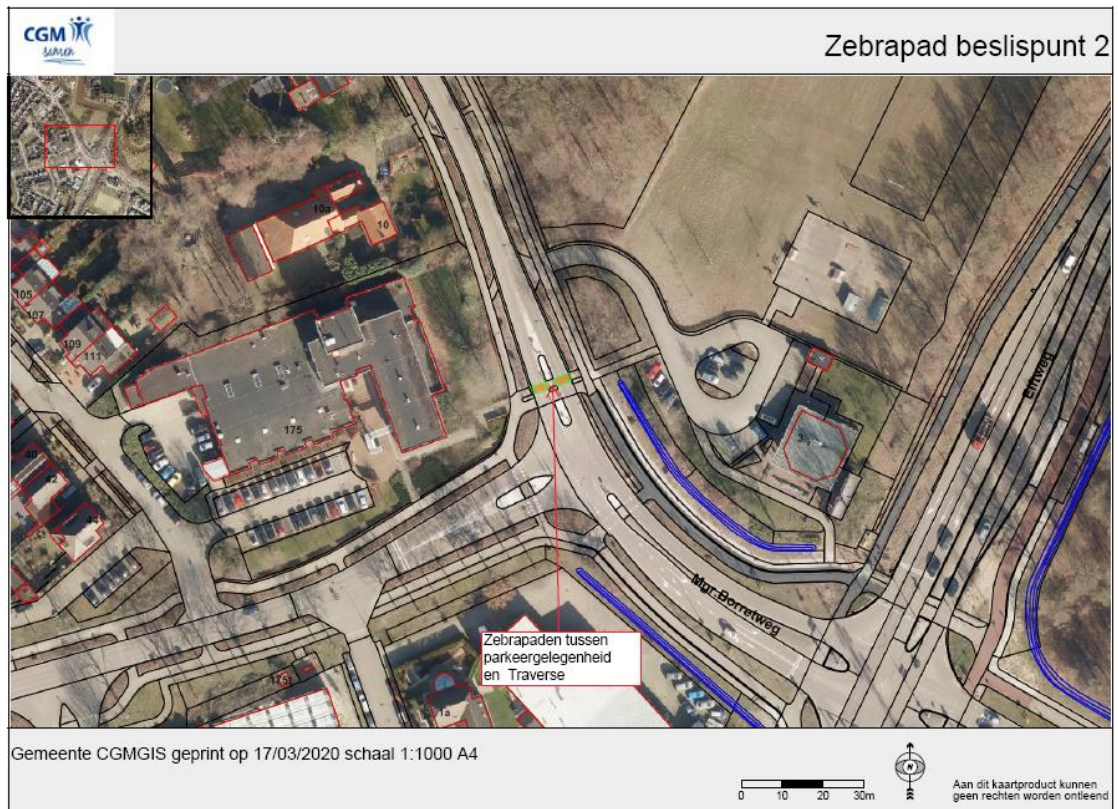 CGM
samen
Zebrapad beslispunt 2
10a
10
105
107
109
111
175
40
42
3
Elftweg
Mgr.Borretweg
Zebrapaden tussen
parkeergelegenheid
en Traverse
175
1a
Gemeente CGMGIS geprint op 17/03/2020 schaal 1:1000 A4
N
0 10 20 30m
Aan dit kaartproduct kunnen
geen rechten worden ontleend